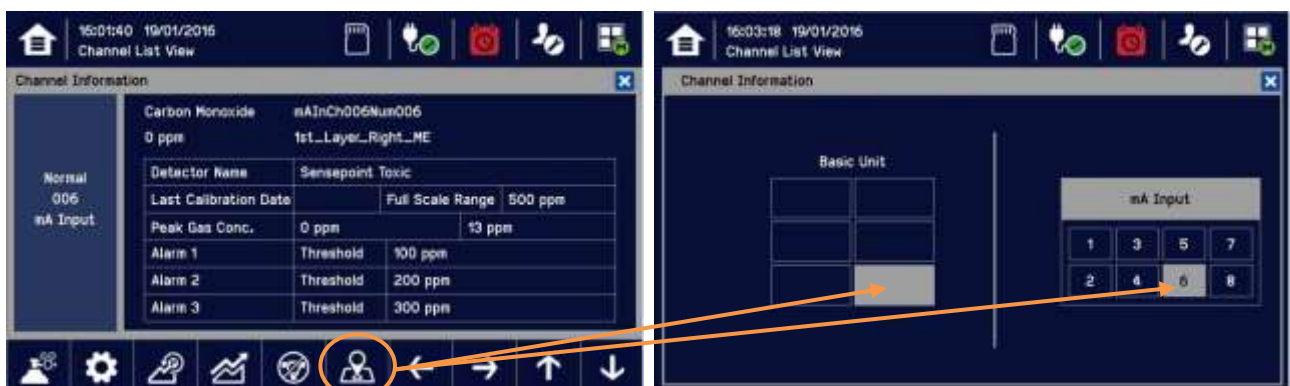 16:01:40 19/01/2016
Channel List View
Channel Information
Normal
006
mA Input
Carbon Monoxide mAInCh006Num006
0 ppm 1st_Layer_Right_ME
Detector Name Sensepoint Toxic
Last Calibration Date Full Scale Range 500 ppm
Peak Gas Conc. 0 ppm 13 ppm
Alarm 1 Threshold 100 ppm
Alarm 2 Threshold 200 ppm
Alarm 3 Threshold 300 ppm
16:03:18 19/01/2016
Channel List View
Channel Information
Basic Unit
mA Input
1 3 5 7
2 4 6 8